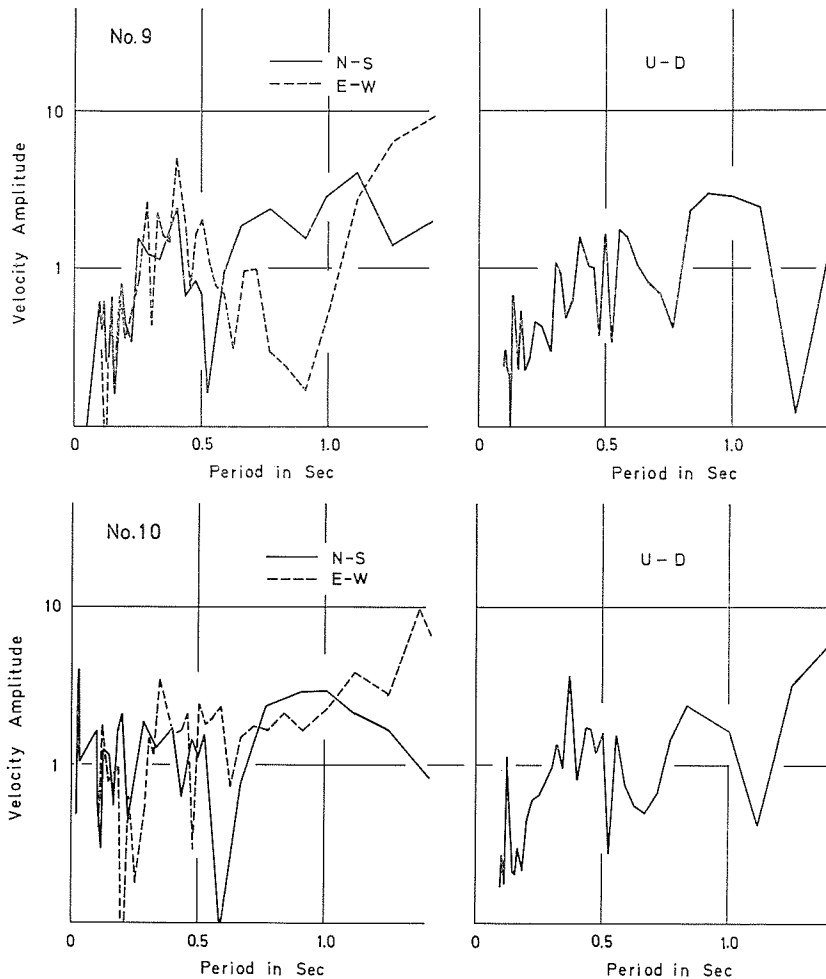 No.9
N-S
E-W
10
1
Velocity Amplitude
0 0.5 1.0
Period in Sec
U-D
0 0.5 1.0
Period in Sec
No.10
N-S
E-W
10
1
Velocity Amplitude
0 0.5 1.0
Period in Sec
U-D
0 0.5 1.0
Period in Sec